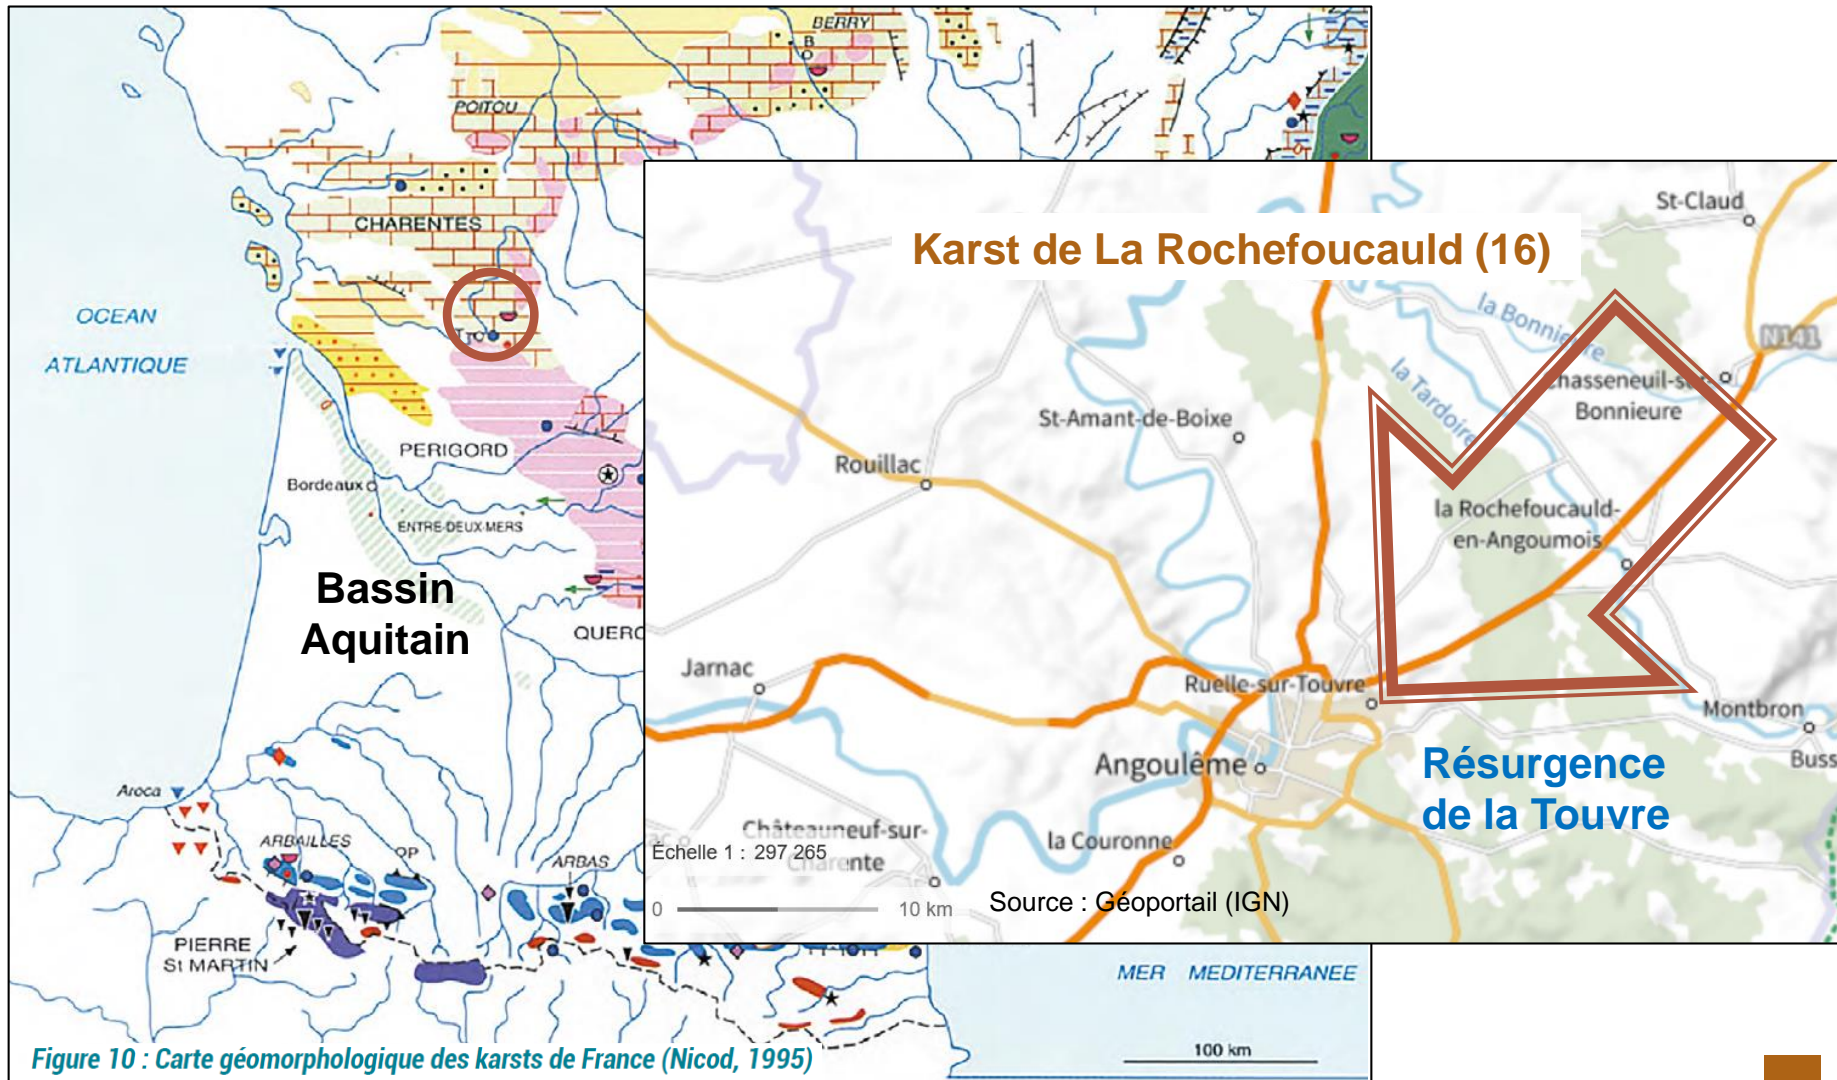 BERRY
B
POITOU
CHARENTES
OCEAN
ATLANTIQUE
PERIGORD
Bordeaux
ENTRE-DEUX-MERS
Bassin
Aquitain
QUERC
Aroca
ARBAILLES
OP
ARBAS
PIERRE
St MARTIN
MER MEDITERRANEE
100 km
Figure 10 : Carte géomorphologique des karsts de France (Nicod, 1995)
Karst de La Rochefoucauld (16)
St-Claud
la Bonnieure
N141
hasseneuil-sur-
Bonnieure
la Tardoire
St-Amant-de-Boixe
Rouillac
la Rochefoucauld-
en-Angoumois
Jarnac
Ruelle-sur-Touvre
Montbron
Buss
Angoulême
Résurgence
de la Touvre
Châteauneuf-sur-
Charente
la Couronne
Échelle 1 : 297 265
0 10 km
Source : Géoportail (IGN)